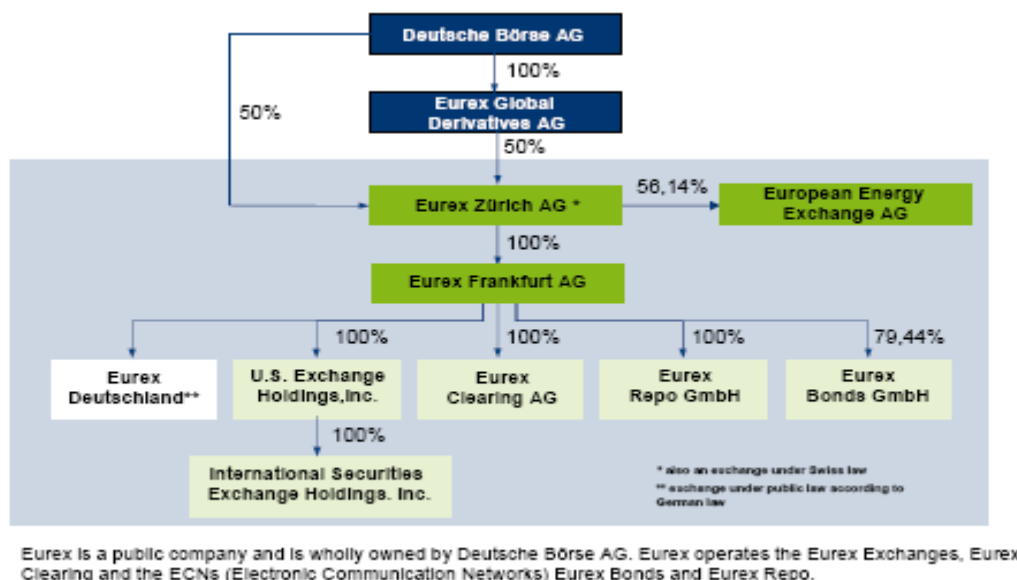 Deutsche Börse AG
100%
50%
Eurex Global
Derivatives AG
50%
Eurex Zürich AG *
56,14%
European Energy
Exchange AG
100%
Eurex Frankfurt AG
100%
100%
100%
79,44%
Eurex
Deutschland**
U.S. Exchange
Holdings,Inc.
Eurex
Clearing AG
Eurex
Repo GmbH
Eurex
Bonds GmbH
100%
International Securities
Exchange Holdings. Inc.
* also an exchange under Swiss law
** exchange under public law according to
German law
Eurex is a public company and is wholly owned by Deutsche Börse AG. Eurex operates the Eurex Exchanges, Eurex
Clearing and the ECNs (Electronic Communication Networks) Eurex Bonds and Eurex Repo.